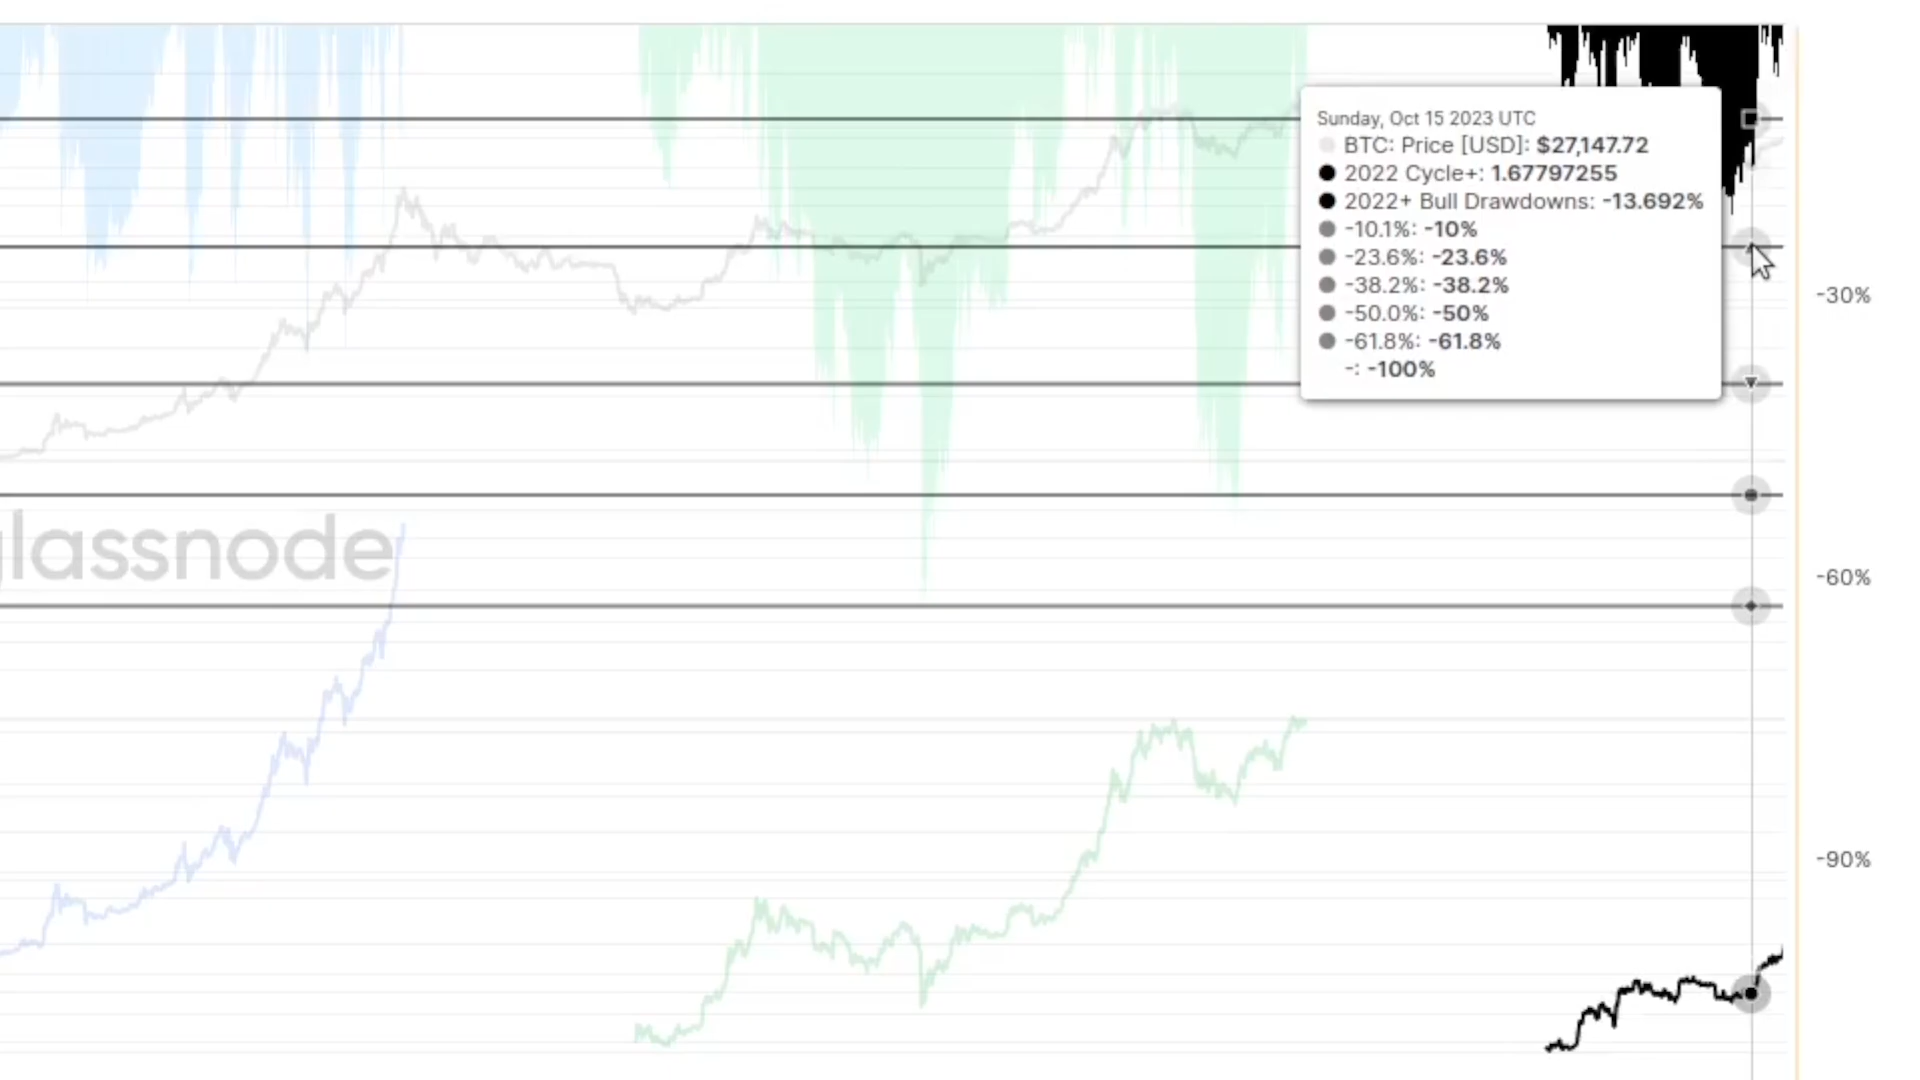 Sunday, Oct 15 2023 UTC
BTC: Price [USD]: $27,147.72
2022 Cycle+: 1.67797255
2022+ Bull Drawdowns: -13.692%
-10.1%: -10%
-23.6%: -23.6%
-38.2%: -38.2%
-50.0%: -50%
-61.8%: -61.8%
-: -100%
-30%
glassnode
-60%
-90%